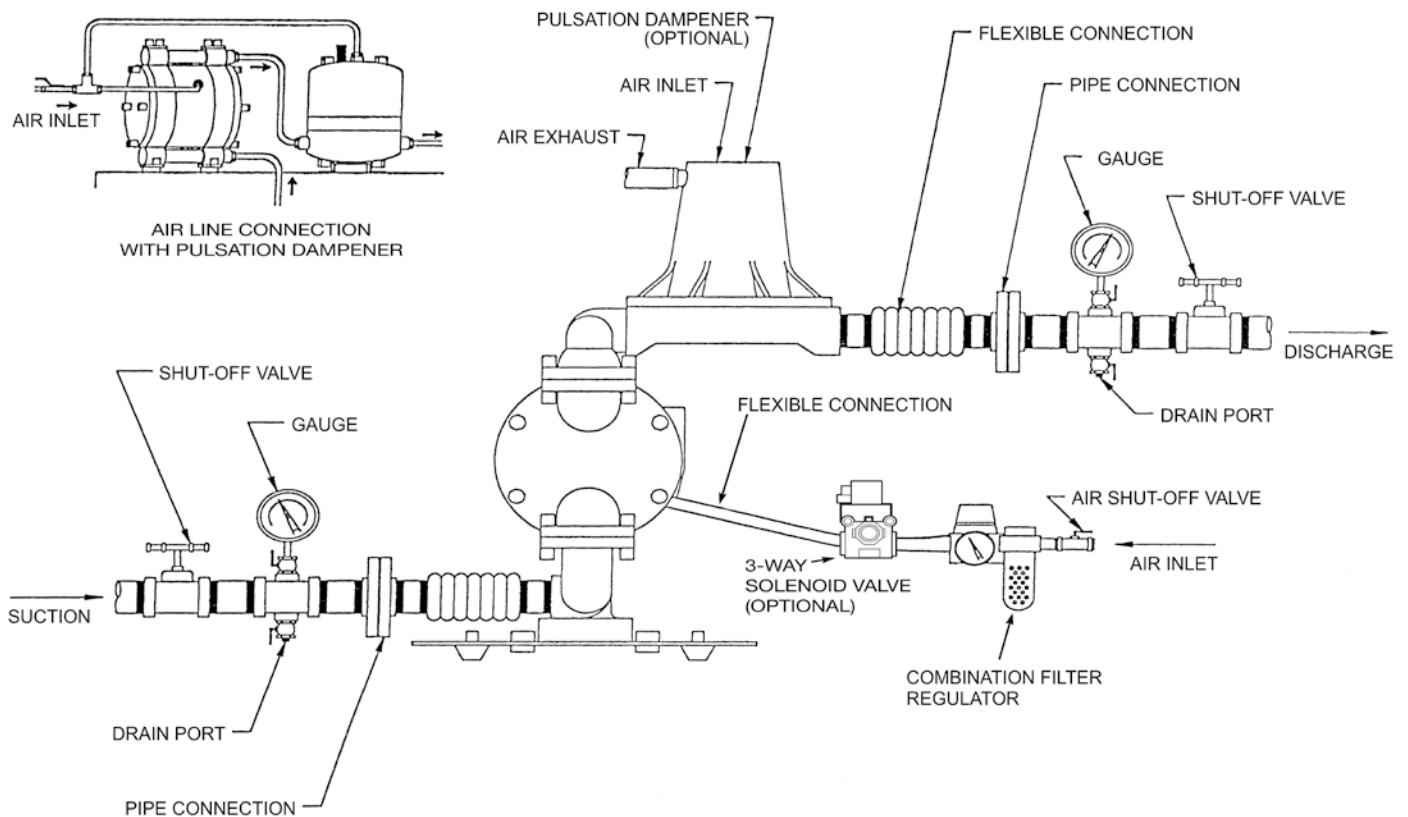 AIR INLET
AIR LINE CONNECTION
WITH PULSATION DAMPENER
PULSATION DAMPENER
(OPTIONAL)
AIR INLET
AIR EXHAUST
FLEXIBLE CONNECTION
PIPE CONNECTION
GAUGE
SHUT-OFF VALVE
DISCHARGE
DRAIN PORT
SHUT-OFF VALVE
GAUGE
FLEXIBLE CONNECTION
AIR SHUT-OFF VALVE
AIR INLET
3-WAY
SOLENOID VALVE
(OPTIONAL)
SUCTION
COMBINATION FILTER
REGULATOR
DRAIN PORT
PIPE CONNECTION